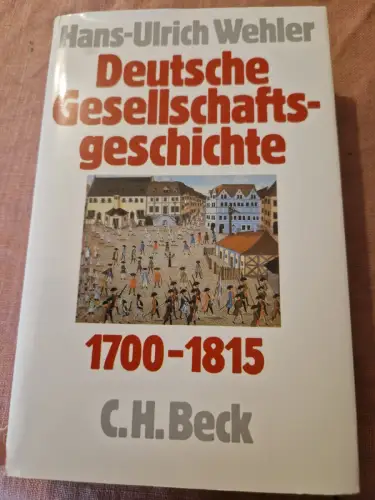 Hans-Ulrich Wehler
Deutsche
Gesellschafts-
geschichte
1700-1815
C.H.Beck